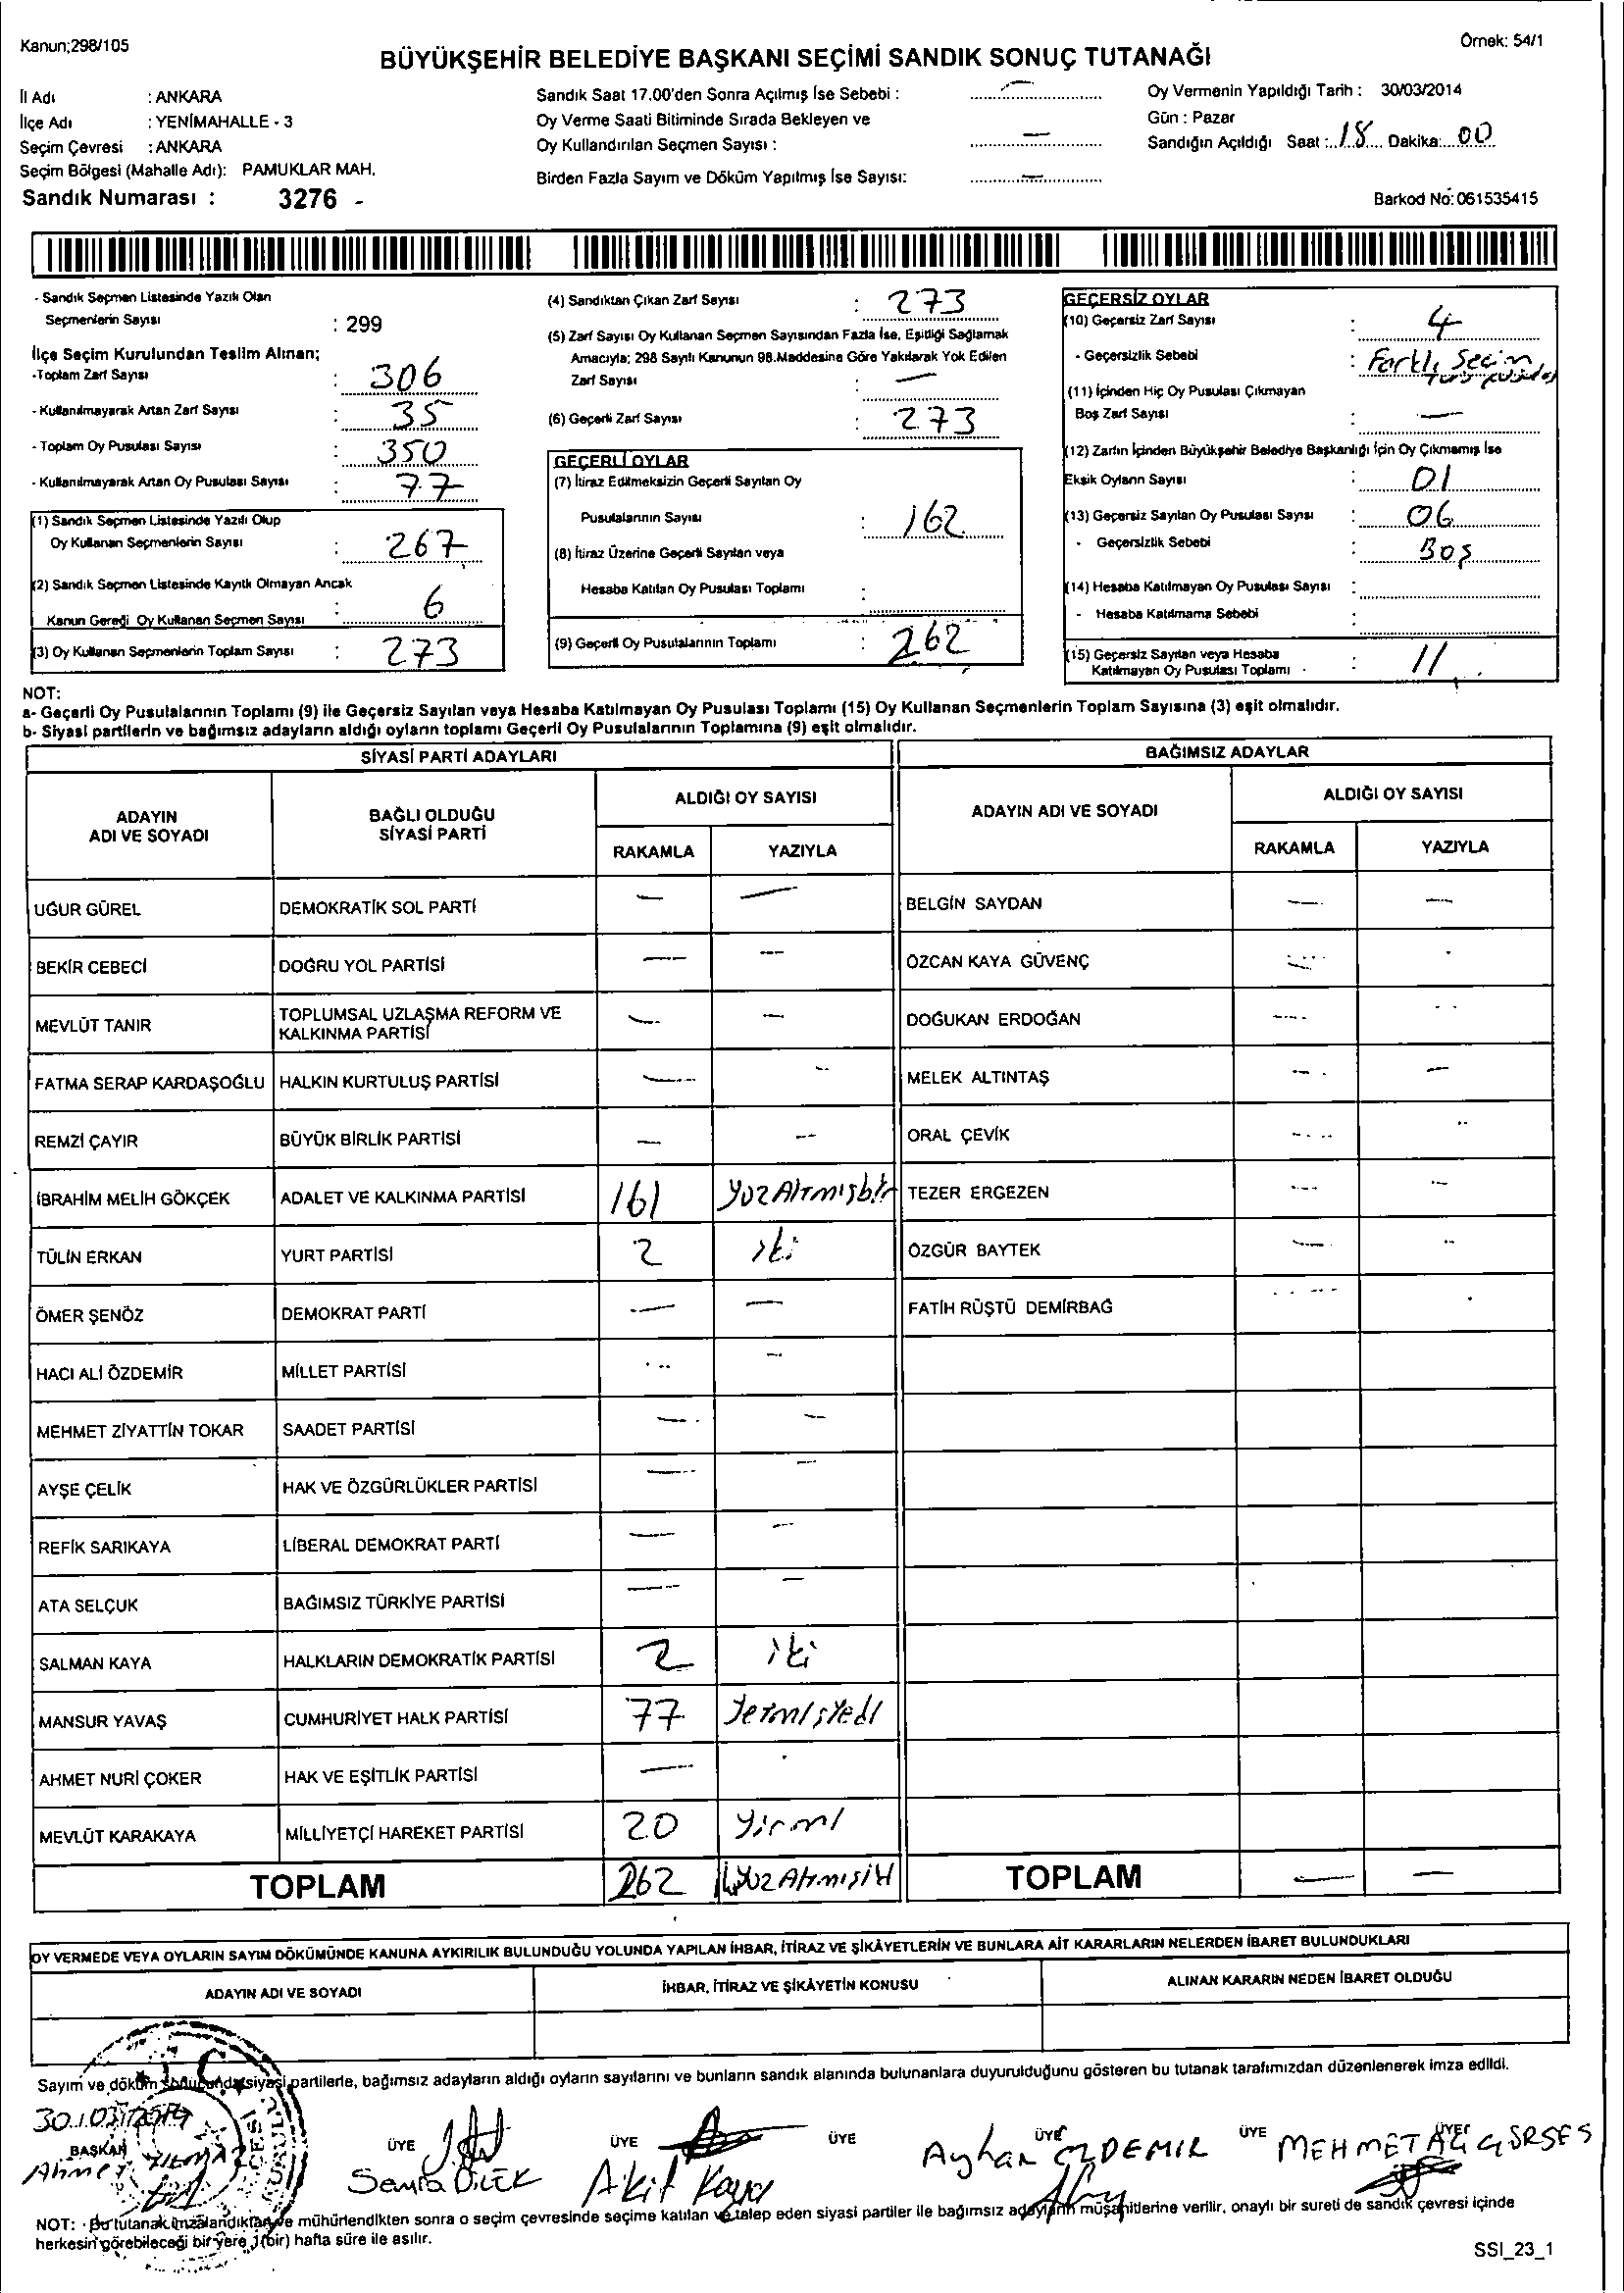 Kanun;298/105
Örnek: 54/1
BÜYÜKŞEHİR BELEDİYE BAŞKANI SEÇİMİ SANDIK SONUÇ TUTANAĞI
İl Adı : ANKARA
İlçe Adı : YENİMAHALLE - 3
Seçim Çevresi : ANKARA
Seçim Bölgesi (Mahalle Adı): PAMUKLAR MAH.
Sandık Numarası : 3276 -
Sandık Saat 17.00'den Sonra Açılmış İse Sebebi : —
Oy Verme Saati Bitiminde Sırada Bekleyen ve
Oy Kullandırılan Seçmen Sayısı : —
Birden Fazla Sayım ve Döküm Yapılmış İse Sayısı: —
Oy Vermenin Yapıldığı Tarih : 30/03/2014
Gün : Pazar
Sandığın Açıldığı Saat : 18 Dakika: 00
Barkod No: 061535415
- Sandık Seçmen Listesinde Yazılı Olan
Seçmenlerin Sayısı : 299
İlçe Seçim Kurulundan Teslim Alınan;
-Toplam Zarf Sayısı : 306
- Kullanılmayarak Artan Zarf Sayısı : 35
- Toplam Oy Pusulası Sayısı : 350
- Kullanılmayarak Artan Oy Pusulası Sayısı : 77
(1) Sandık Seçmen Listesinde Yazılı Olup
Oy Kullanan Seçmenlerin Sayısı : 267
(2) Sandık Seçmen Listesinde Kayıtlı Olmayan Ancak
Kanun Gereği Oy Kullanan Seçmen Sayısı : 6
(3) Oy Kullanan Seçmenlerin Toplam Sayısı : 273
(4) Sandıktan Çıkan Zarf Sayısı : 273
(5) Zarf Sayısı Oy Kullanan Seçmen Sayısından Fazla İse, Eşitliği Sağlamak
Amacıyla; 298 Sayılı Kanunun 98.Maddesine Göre Yakılarak Yok Edilen
Zarf Sayısı : —
(6) Geçerli Zarf Sayısı : 273
GEÇERLİ OYLAR
(7) İtiraz Edilmeksizin Geçerli Sayılan Oy
Pusulalarının Sayısı : 162
(8) İtiraz Üzerine Geçerli Sayılan veya
Hesaba Katılan Oy Pusulası Toplamı :
(9) Geçerli Oy Pusulalarının Toplamı : 262
GEÇERSİZ OYLAR
(10) Geçersiz Zarf Sayısı : 4
- Geçersizlik Sebebi : Farklı Seçim
(11) İçinden Hiç Oy Pusulası Çıkmayan
Boş Zarf Sayısı : —
(12) Zarfın İçinden Büyükşehir Belediye Başkanlığı İçin Oy Çıkmamış İse
Eksik Oyların Sayısı : 01
(13) Geçersiz Sayılan Oy Pusulası Sayısı : 06
- Geçersizlik Sebebi : Boş
(14) Hesaba Katılmayan Oy Pusulası Sayısı :
- Hesaba Katılmama Sebebi :
(15) Geçersiz Sayılan veya Hesaba
Katılmayan Oy Pusulası Toplamı : 11
NOT:
a- Geçerli Oy Pusulalarının Toplamı (9) ile Geçersiz Sayılan veya Hesaba Katılmayan Oy Pusulası Toplamı (15) Oy Kullanan Seçmenlerin Toplam Sayısına (3) eşit olmalıdır.
b- Siyasi partilerin ve bağımsız adayların aldığı oyların toplamı Geçerli Oy Pusulalarının Toplamına (9) eşit olmalıdır.
SİYASİ PARTİ ADAYLARI
ADAYIN ADI VE SOYADI
BAĞLI OLDUĞU SİYASİ PARTİ
ALDIĞI OY SAYISI
RAKAMLA YAZIYLA
UĞUR GÜREL DEMOKRATİK SOL PARTİ — —
BEKİR CEBECİ DOĞRU YOL PARTİSİ — —
MEVLÜT TANIR TOPLUMSAL UZLAŞMA REFORM VE KALKINMA PARTİSİ — —
FATMA SERAP KARDAŞOĞLU HALKIN KURTULUŞ PARTİSİ — —
REMZİ ÇAYIR BÜYÜK BİRLİK PARTİSİ — —
İBRAHİM MELİH GÖKÇEK ADALET VE KALKINMA PARTİSİ 161 YüzAltmışbir
TÜLİN ERKAN YURT PARTİSİ 2 iki
ÖMER ŞENÖZ DEMOKRAT PARTİ — —
HACI ALİ ÖZDEMİR MİLLET PARTİSİ — —
MEHMET ZİYATTİN TOKAR SAADET PARTİSİ — —
AYŞE ÇELİK HAK VE ÖZGÜRLÜKLER PARTİSİ — —
REFİK SARIKAYA LİBERAL DEMOKRAT PARTİ — —
ATA SELÇUK BAĞIMSIZ TÜRKİYE PARTİSİ — —
SALMAN KAYA HALKLARIN DEMOKRATİK PARTİSİ 2 iki
MANSUR YAVAŞ CUMHURİYET HALK PARTİSİ 77 Yetmişyedi
AHMET NURİ ÇOKER HAK VE EŞİTLİK PARTİSİ —
MEVLÜT KARAKAYA MİLLİYETÇİ HAREKET PARTİSİ 20 Yirmi
TOPLAM 262 ikiyüzAltmışiki
BAĞIMSIZ ADAYLAR
ADAYIN ADI VE SOYADI
ALDIĞI OY SAYISI
RAKAMLA YAZIYLA
BELGİN SAYDAN — —
ÖZCAN KAYA GÜVENÇ —
DOĞUKAN ERDOĞAN — —
MELEK ALTINTAŞ — —
ORAL ÇEVİK — —
TEZER ERGEZEN — —
ÖZGÜR BAYTEK — —
FATİH RÜŞTÜ DEMİRBAĞ —
TOPLAM — —
OY VERMEDE VEYA OYLARIN SAYIM DÖKÜMÜNDE KANUNA AYKIRILIK BULUNDUĞU YOLUNDA YAPILAN İHBAR, İTİRAZ VE ŞİKÂYETLERİN VE BUNLARA AİT KARARLARIN NELERDEN İBARET BULUNDUKLARI
ADAYIN ADI VE SOYADI
İHBAR, İTİRAZ VE ŞİKÂYETİN KONUSU
ALINAN KARARIN NEDEN İBARET OLDUĞU
Sayım ve döküm sonucunda siyasi partilerle, bağımsız adayların aldığı oyların sayılarını ve bunların sandık alanında bulunanlara duyurulduğunu gösteren bu tutanak tarafımızdan düzenlenerek imza edildi.
30/03/2014
BAŞKAN ÜYE ÜYE ÜYE ÜYE ÜYE ÜYE
Ahmet YILMAZ
Semra DİLEK
Akif Kaya
Ayhan ÖZDEMİR
MEHMET ALİ GÜRSES
NOT: - Bu tutanak imzalandıktan ve mühürlendikten sonra o seçim çevresinde seçime katılan ve talep eden siyasi partiler ile bağımsız adayların müşahitlerine verilir, onaylı bir sureti de sandık çevresi içinde
herkesin görebileceği bir yere 1(bir) hafta süre ile asılır.
SSI_23_1